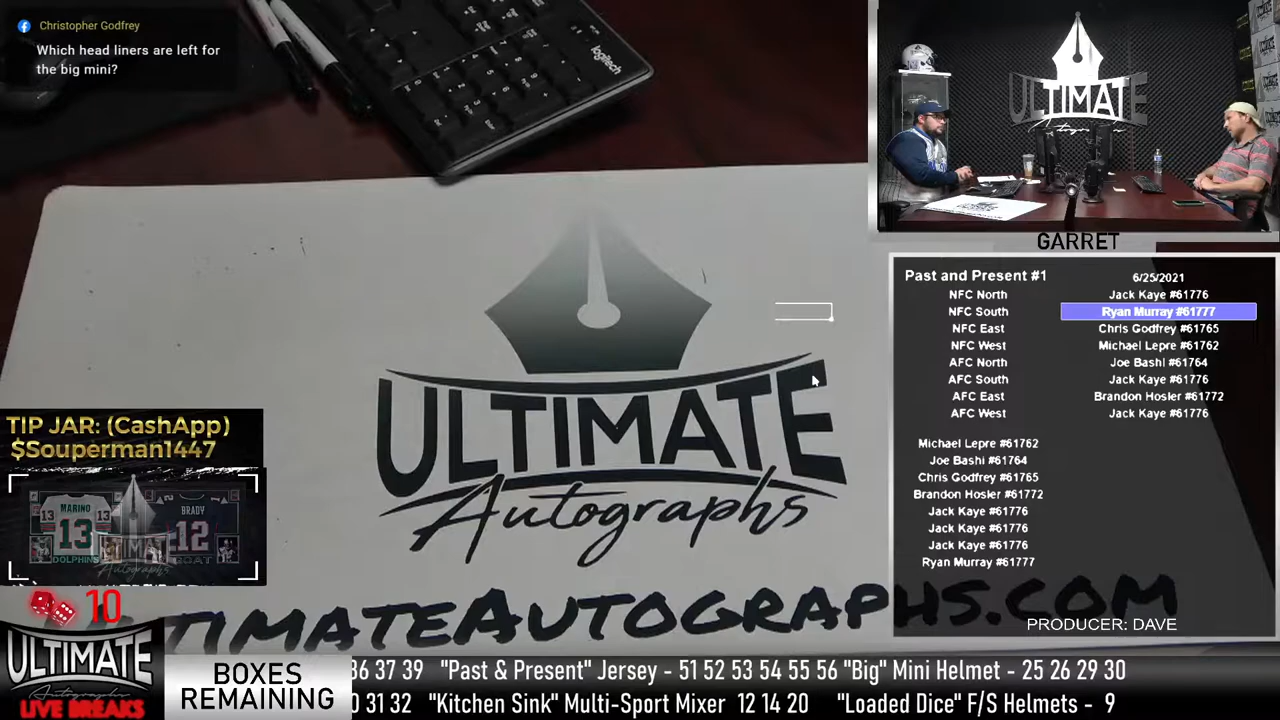 Christopher Godfrey
Which head liners are left for
the big mini?
logitech
ULTIMATE
Autographs
GARRET
Past and Present #1 6/25/2021
NFC North Jack Kaye #61776
NFC South Ryan Murray #61777
NFC East Chris Godfrey #61765
NFC West Michael Lepre #61762
AFC North Joe Bashl #61764
AFC South Jack Kaye #61776
AFC East Brandon Hosler #61772
AFC West Jack Kaye #61776
Michael Lepre #61762
Joe Bashi #61764
Chris Godfrey #61765
Brandon Hosler #61772
Jack Kaye #61776
Jack Kaye #61776
Jack Kaye #61776
Ryan Murray #61777
PRODUCER: DAVE
ULTIMATE
Autographs
TIMATEAUTOGRAPHS.COM
TIP JAR: (CashApp)
$Souperman1447
MARINO
13
13 13
DOLPHINS
BRADY
12
GOAT
10
ULTIMATE
LIVE BREAKS
BOXES
REMAINING
36 37 39 "Past & Present" Jersey - 51 52 53 54 55 56 "Big" Mini Helmet - 25 26 29 30
0 31 32 "Kitchen Sink" Multi-Sport Mixer 12 14 20 "Loaded Dice" F/S Helmets - 9